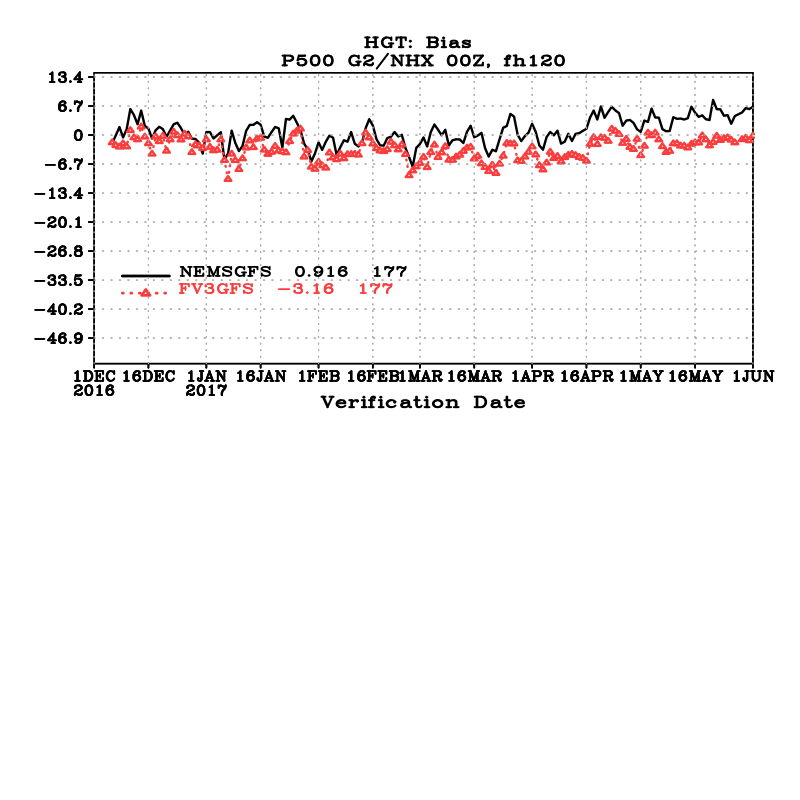 HGT: Bias
P500 G2/NHX 00Z, fh120
13.4
6.7
0
−6.7
−13.4
−20.1
−26.8
−33.5
−40.2
−46.9
NEMSGFS 0.916 177
FV3GFS −3.16 177
1DEC 16DEC 1JAN 16JAN 1FEB 16FEB 1MAR 16MAR 1APR 16APR 1MAY 16MAY 1JUN
2016 2017
Verification Date